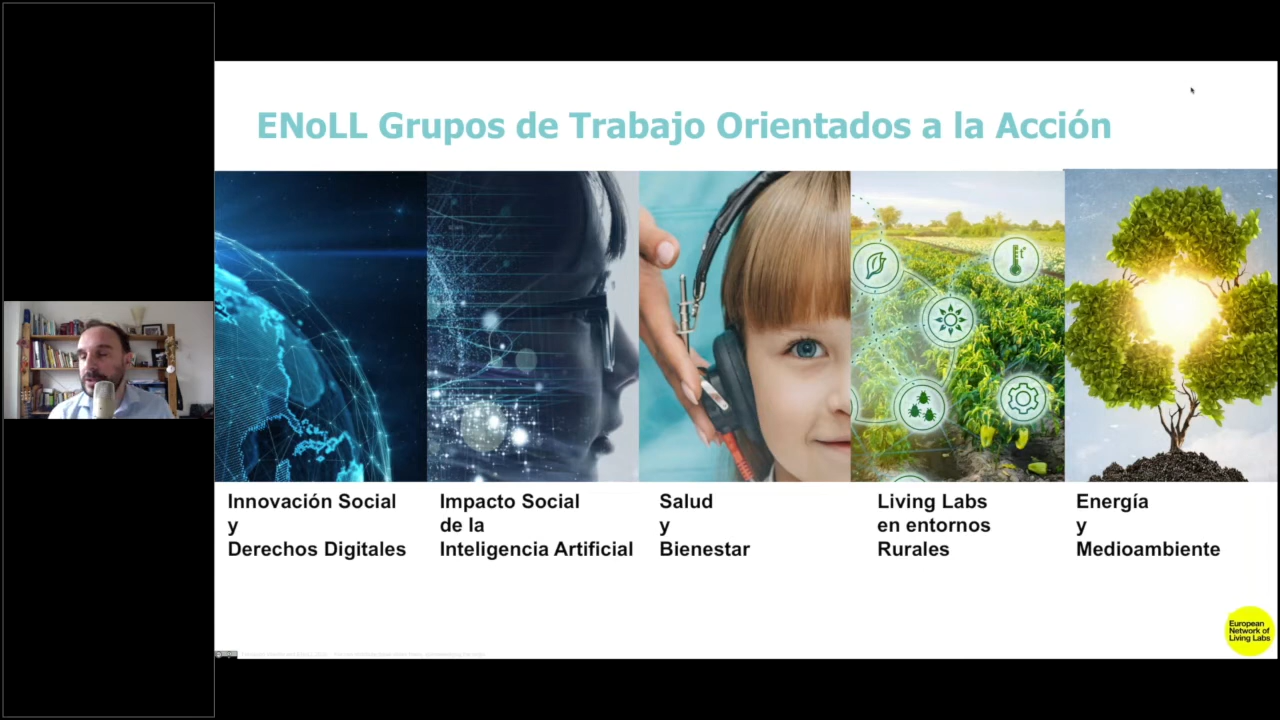 ENoLL Grupos de Trabajo Orientados a la Acción
Innovación Social
y
Derechos Digitales
Impacto Social
de la
Inteligencia Artificial
Salud
y
Bienestar
Living Labs
en entornos
Rurales
Energía
y
Medioambiente
European
Network of
Living Labs